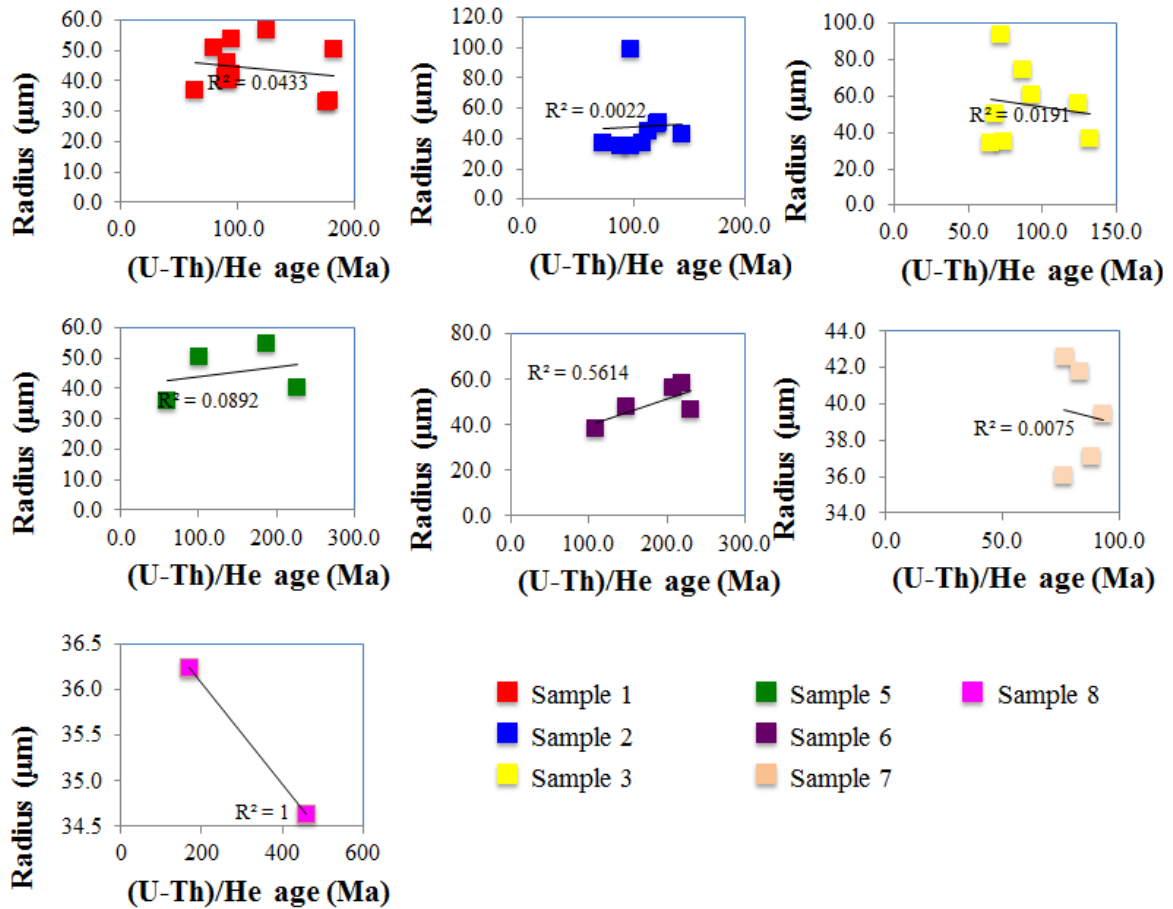 60.0
50.0
40.0
30.0
20.0
10.0
0.0
Radius (µm)
R² = 0.0433
0.0 100.0 200.0
(U-Th)/He age (Ma)
120.0
100.0
80.0
60.0
40.0
20.0
0.0
Radius (µm)
R² = 0.0022
0.0 100.0 200.0
(U-Th)/He age (Ma)
100.0
80.0
60.0
40.0
20.0
0.0
Radius (µm)
R² = 0.0191
0.0 50.0 100.0 150.0
(U-Th)/He age (Ma)
60.0
50.0
40.0
30.0
20.0
10.0
0.0
Radius (µm)
R² = 0.0892
0.0 100.0 200.0 300.0
(U-Th)/He age (Ma)
80.0
60.0
40.0
20.0
0.0
Radius (µm)
R² = 0.5614
0.0 100.0 200.0 300.0
(U-Th)/He age (Ma)
44.0
42.0
40.0
38.0
36.0
34.0
Radius (µm)
R² = 0.0075
0.0 50.0 100.0
(U-Th)/He age (Ma)
36.5
36.0
35.5
35.0
34.5
Radius (µm)
R² = 1
0 200 400 600
(U-Th)/He age (Ma)
Sample 1
Sample 2
Sample 3
Sample 5
Sample 6
Sample 7
Sample 8